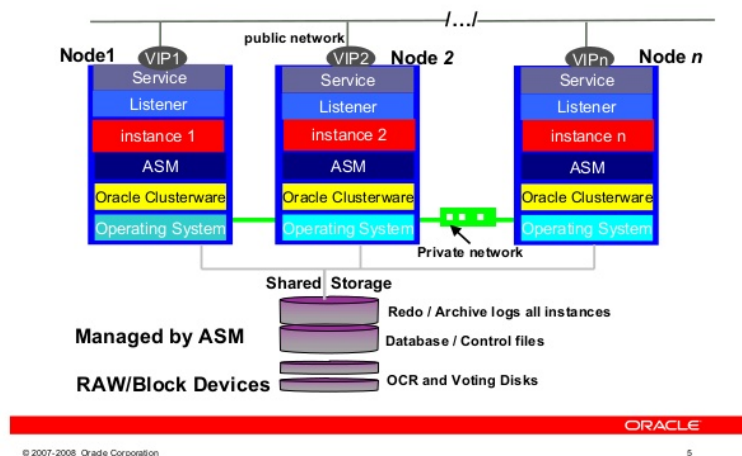 /.../
public network
Node1 VIP1 VIP2 Node 2 VIPn Node n
Service Service Service
Listener Listener Listener
instance 1 instance 2 instance n
ASM ASM ASM
Oracle Clusterware Oracle Clusterware Oracle Clusterware
Operating System Operating System Operating System
Private network
Shared Storage
Redo / Archive logs all instances
Managed by ASM
Database / Control files
RAW/Block Devices
OCR and Voting Disks
ORACLE
© 2007-2008 Oracle Corporation 5